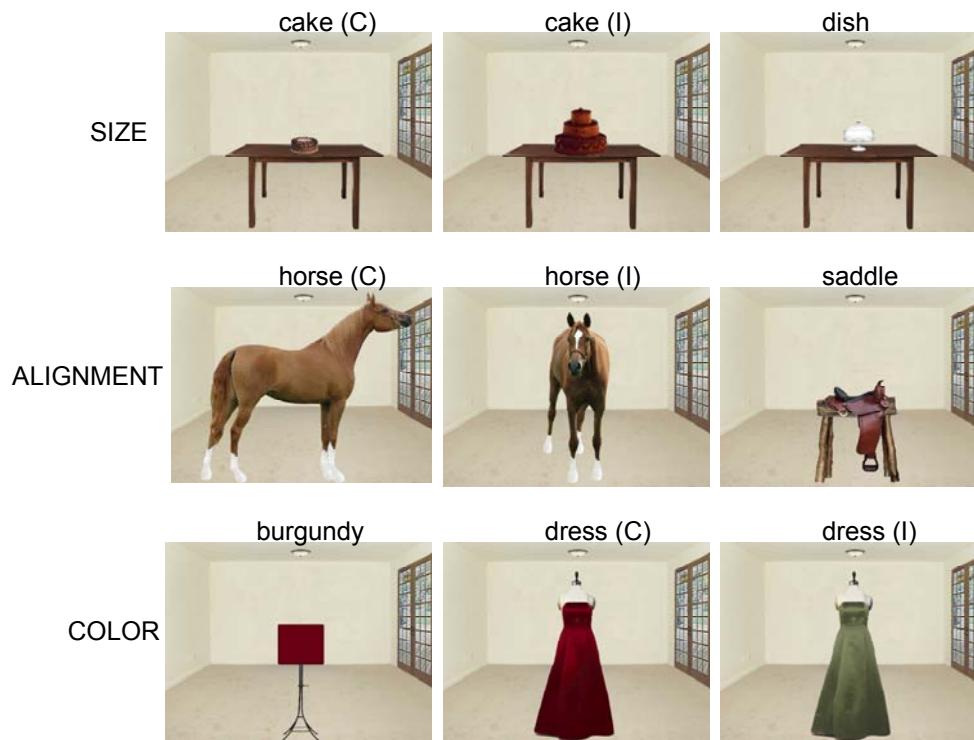 cake (C) cake (I) dish
SIZE
horse (C) horse (I) saddle
ALIGNMENT
burgundy dress (C) dress (I)
COLOR